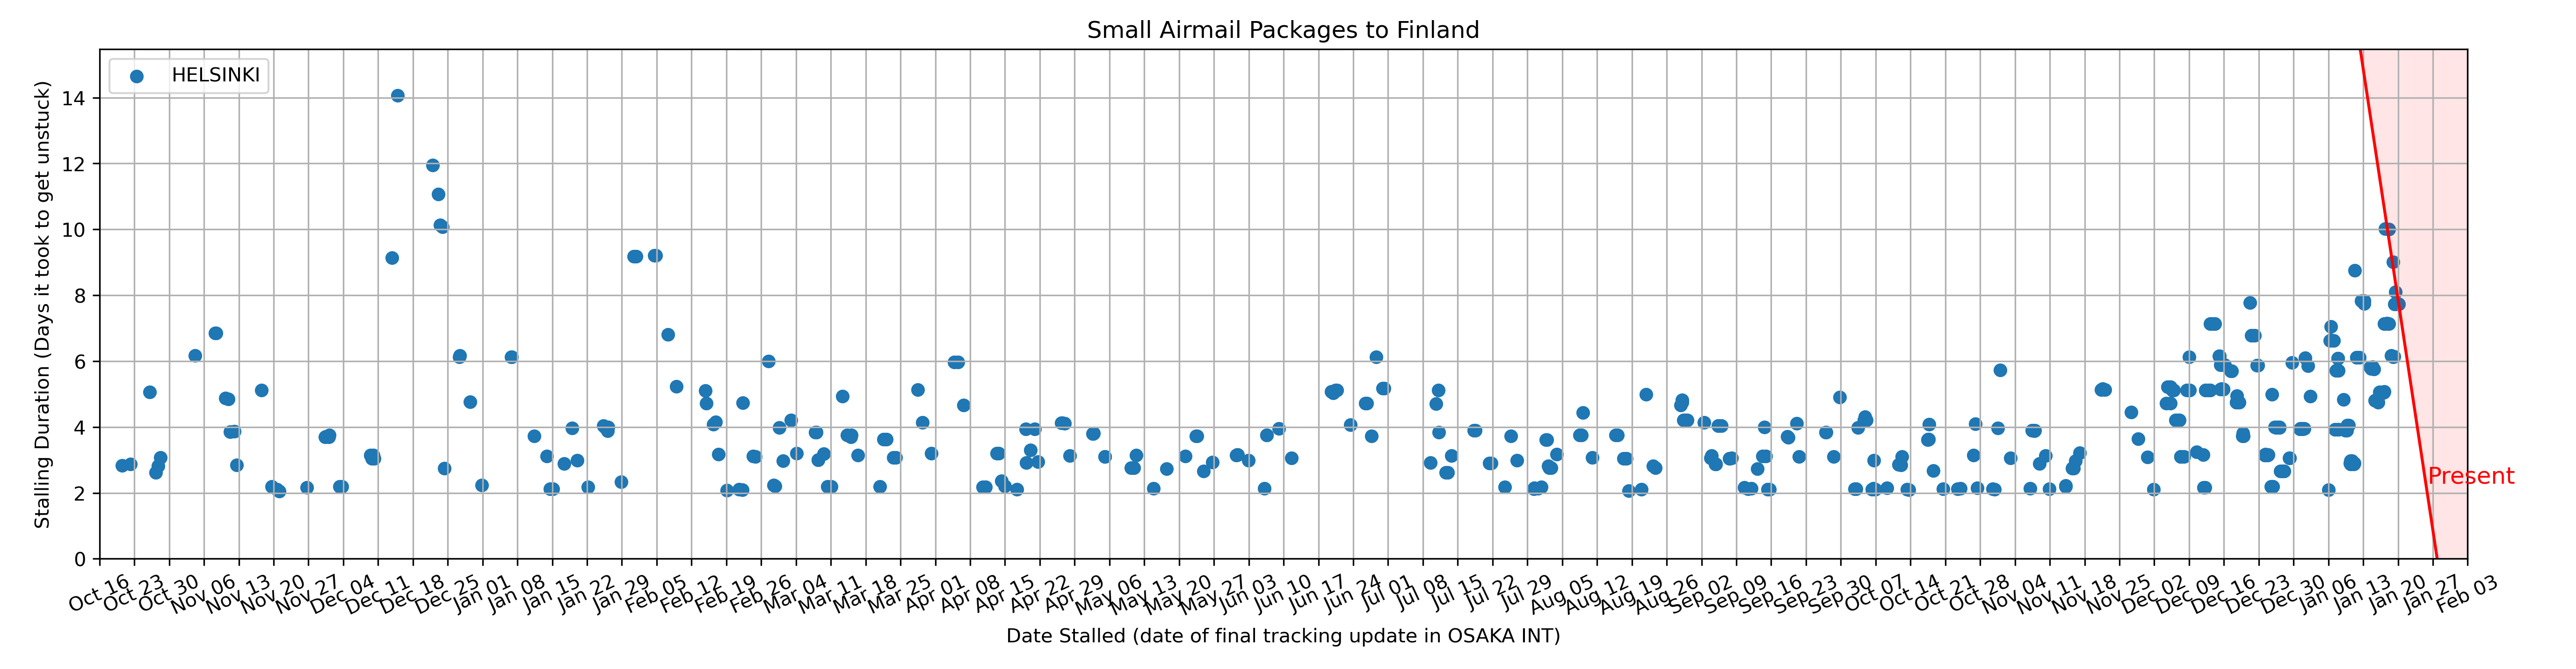 Small Airmail Packages to Finland
HELSINKI
Stalling Duration (Days it took to get unstuck)
14
12
10
8
6
4
2
0
Present
Oct 16 Oct 23 Oct 30 Nov 06 Nov 13 Nov 20 Nov 27 Dec 04 Dec 11 Dec 18 Dec 25 Jan 01 Jan 08 Jan 15 Jan 22 Jan 29 Feb 05 Feb 12 Feb 19 Feb 26 Mar 04 Mar 11 Mar 18 Mar 25 Apr 01 Apr 08 Apr 15 Apr 22 Apr 29 May 06 May 13 May 20 May 27 Jun 03 Jun 10 Jun 17 Jun 24 Jul 01 Jul 08 Jul 15 Jul 22 Jul 29 Aug 05 Aug 12 Aug 19 Aug 26 Sep 02 Sep 09 Sep 16 Sep 23 Sep 30 Oct 07 Oct 14 Oct 21 Oct 28 Nov 04 Nov 11 Nov 18 Nov 25 Dec 02 Dec 09 Dec 16 Dec 23 Dec 30 Jan 06 Jan 13 Jan 20 Jan 27 Feb 03
Date Stalled (date of final tracking update in OSAKA INT)